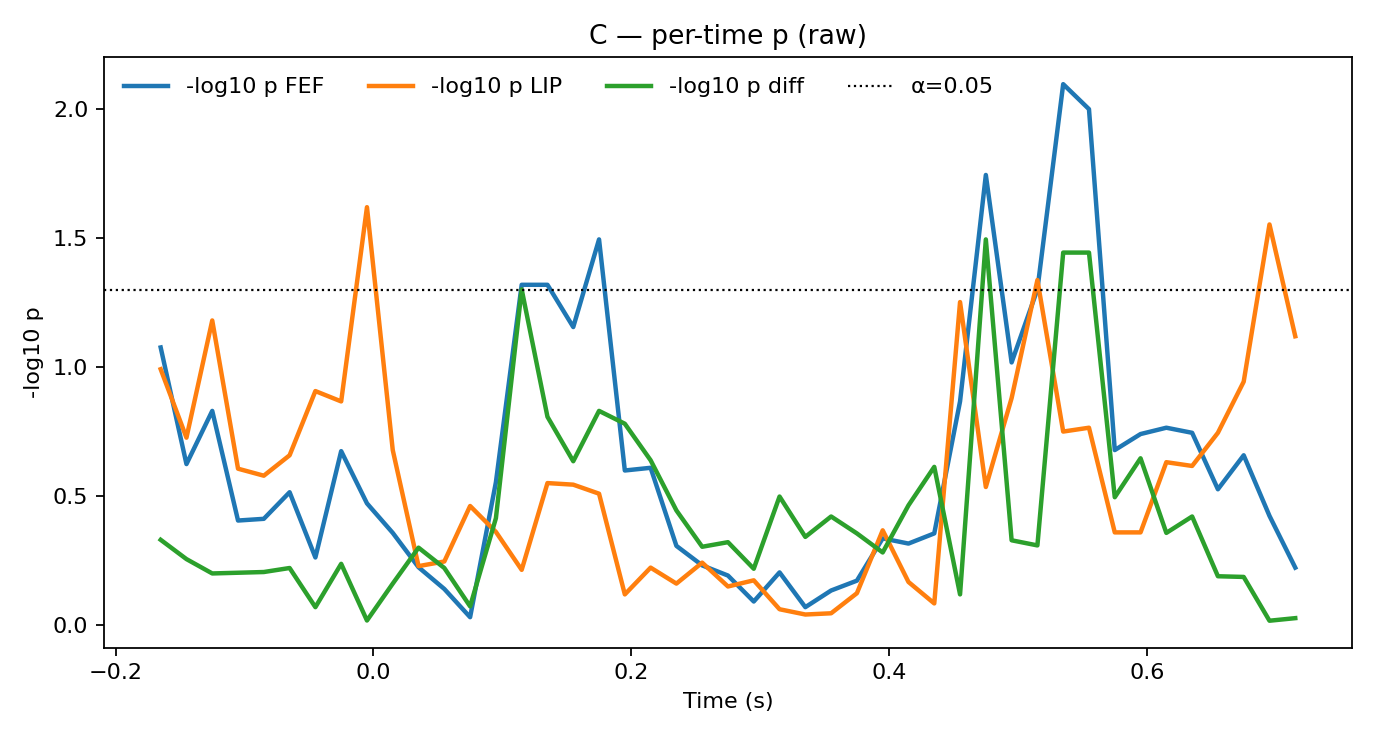 C — per-time p (raw)
-log10 p FEF
-log10 p LIP
-log10 p diff
α=0.05
-log10 p
2.0
1.5
1.0
0.5
0.0
−0.2
0.0
0.2
0.4
0.6
Time (s)